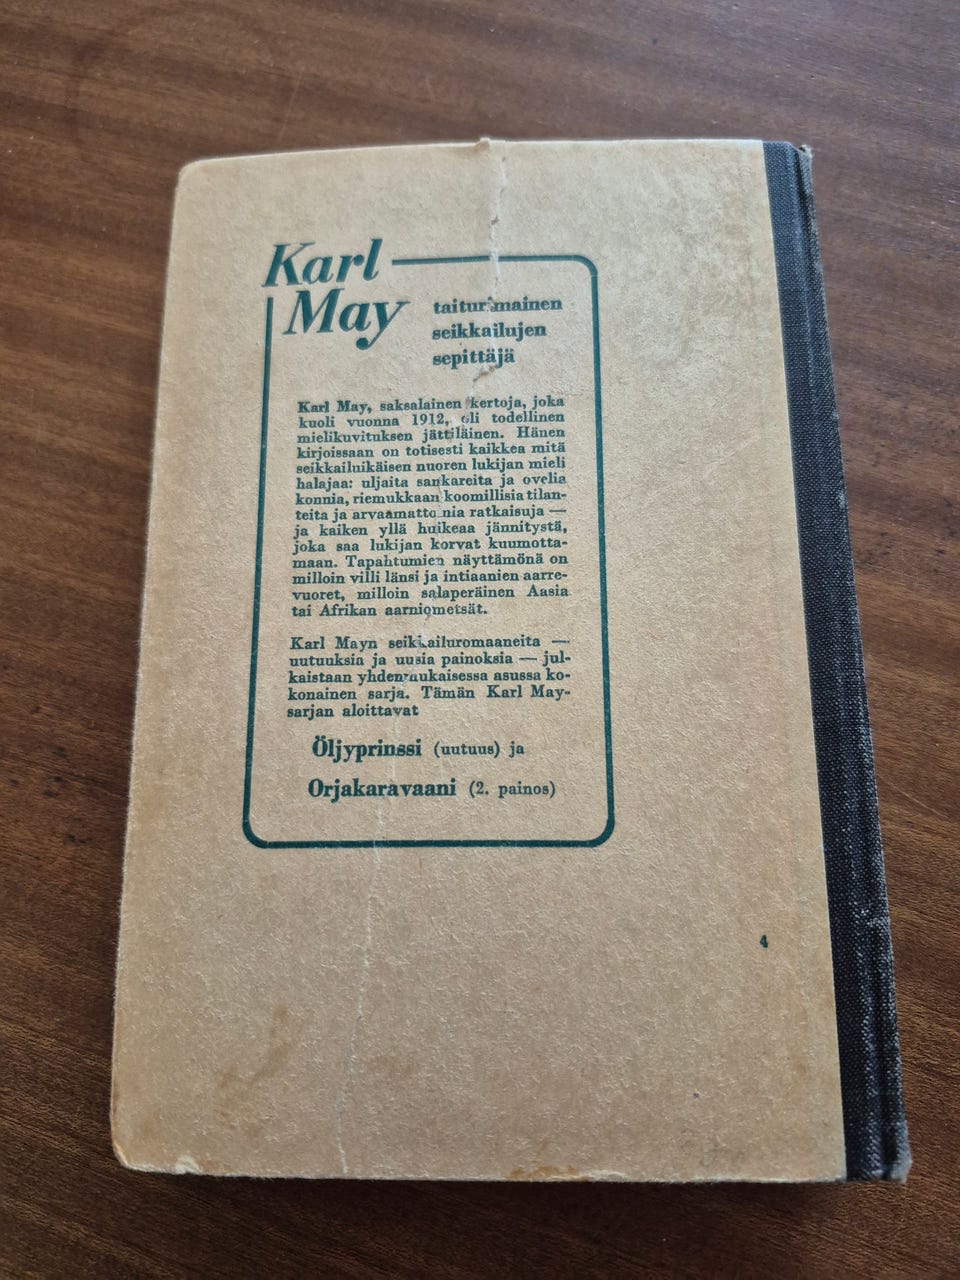 Karl
May
taiturimainen
seikkailujen
sepittäjä
Karl May, saksalainen kertoja, joka
kuoli vuonna 1912, oli todellinen
mielikuvituksen jättiläinen. Hänen
kirjoissaan on totisesti kaikkea mitä
seikkailuikäisen nuoren lukijan mieli
halajaa: uljaita sankareita ja ovelia
konnia, riemukkaan koomillisia tilan-
teita ja arvaamattomia ratkaisuja —
ja kaiken yllä huikeaa jännitystä,
joka saa lukijan korvat kuumotta-
maan. Tapahtumien näyttämönä on
milloin villi länsi ja intiaanien aarre-
vuoret, milloin salaperäinen Aasia
tai Afrikan aarniometsät.
Karl Mayn seikkailuromaaneita —
uutuuksia ja uusia painoksia — jul-
kaistaan yhdenmukaisessa asussa ko-
konainen sarja. Tämän Karl May-
sarjan aloittavat
Öljyprinssi (uutuus) ja
Orjakaravaani (2. painos)
4